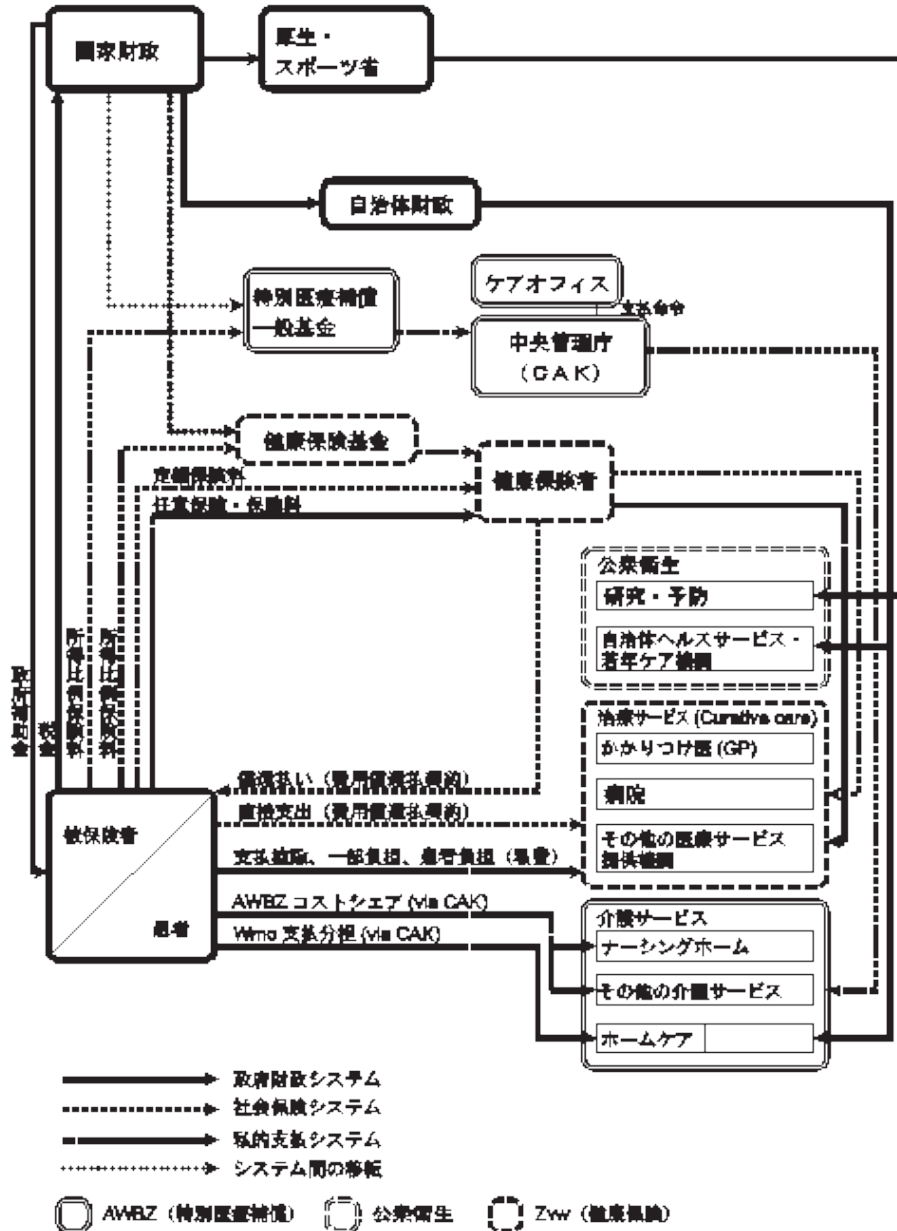 国家財政
厚生・
スポーツ省
自治体財政
特別医療補償
一般基金
ケアオフィス
支払命令
中央管理庁
(CAK)
健康保険基金
健康保険者
定額保険料
任意保険・保険料
公衆衛生
研究・予防
自治体ヘルスサービス・
若年ケア機関
税金
所得比例保険料
所得比例保険料
治療サービス (Curative care)
かかりつけ医 (GP)
病院
その他の医療サービス
提供機関
償還払い(費用償還払契約)
直接支出(費用償還払契約)
被保険者
患者
支払控除、一部負担、患者負担(私費)
AWBZ コストシェア (via CAK)
Wmo 支払分担 (via CAK)
介護サービス
ナーシングホーム
その他の介護サービス
ホームケア
政府財政システム
社会保険システム
私的支払システム
システム間の移転
AWBZ(特別医療補償)
公衆衛生
Zvw(健康保険)